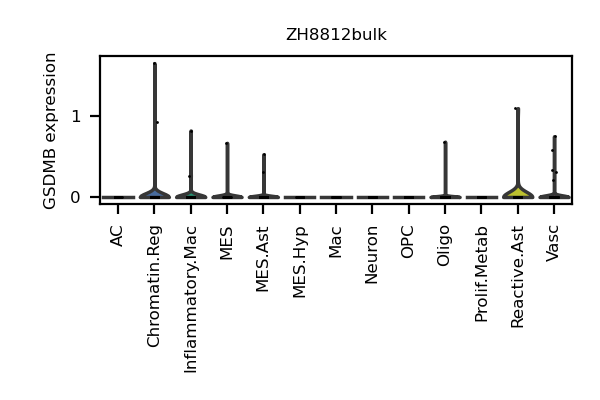 ZH8812bulk
GSDMB expression
1
0
AC
Chromatin.Reg
Inflammatory.Mac
MES
MES.Ast
MES.Hyp
Mac
Neuron
OPC
Oligo
Prolif.Metab
Reactive.Ast
Vasc